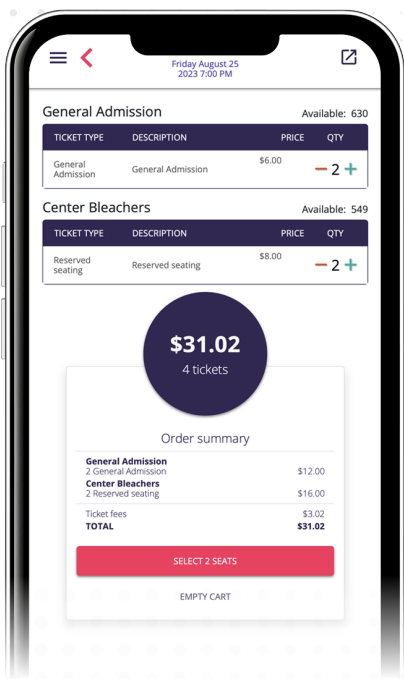 Friday August 25
2023 7:00 PM
General Admission Available: 630
TICKET TYPE DESCRIPTION PRICE QTY
General
Admission General Admission $6.00 2
Center Bleachers Available: 549
TICKET TYPE DESCRIPTION PRICE QTY
Reserved
seating Reserved seating $8.00 2
$31.02
4 tickets
Order summary
General Admission
2 General Admission $12.00
Center Bleachers
2 Reserved seating $16.00
Ticket fees $3.02
TOTAL $31.02
SELECT 2 SEATS
EMPTY CART